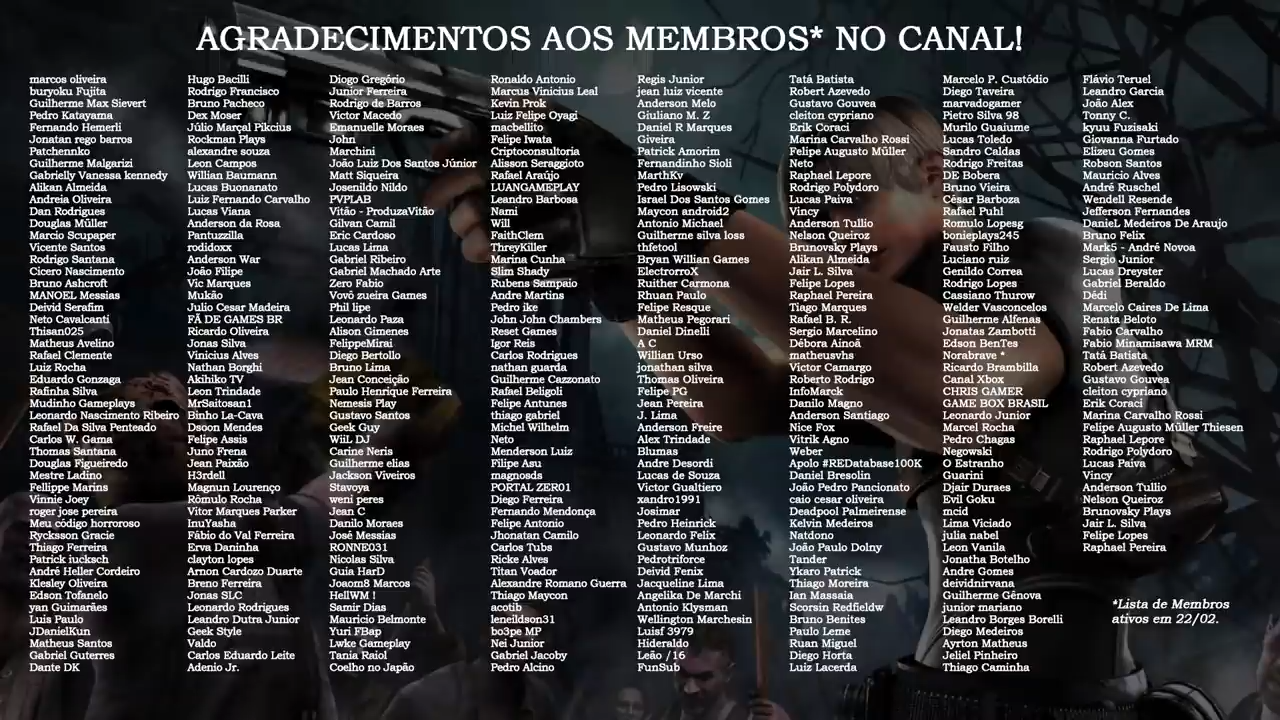 AGRADECIMENTOS AOS MEMBROS* NO CANAL!
marcos oliveira
buryoku Fujita
Guilherme Max Sievert
Pedro Katayama
Fernando Hemerli
Jonatan rego barros
Patchennko
Guilherme Malgarizi
Gabrielly Vanessa kennedy
Alikan Almeida
Andreia Oliveira
Dan Rodrigues
Douglas Müller
Marcio Scupaper
Vicente Santos
Rodrigo Santana
Cicero Nascimento
Bruno Ashcroft
MANOEL Messias
Deivid Serafim
Neto Cavalcanti
Thisan025
Matheus Avelino
Rafael Clemente
Luiz Rocha
Eduardo Gonzaga
Rafinha Silva
Mudinho Gameplays
Leonardo Nascimento Ribeiro
Rafael Da Silva Penteado
Carlos W. Gama
Thomas Santana
Douglas Figueiredo
Mestre Ladino
Fellippe Marins
Vinnie Joey
roger jose pereira
Meu código horroroso
Rycksson Gracie
Thiago Ferreira
Patrick iucksch
André Heller Cordeiro
Klesley Oliveira
Edson Tofanelo
yan Guimarães
Luis Paulo
JDanielKun
Matheus Santos
Gabriel Guterres
Dante DK
Hugo Bacilli
Rodrigo Francisco
Bruno Pacheco
Dex Moser
Júlio Marçal Pikcius
Rockman Plays
alexandre souza
Leon Campos
Willian Baumann
Lucas Buonanato
Luiz Fernando Carvalho
Lucas Viana
Anderson da Rosa
Pantuzzilla
rodidoxx
Anderson War
João Filipe
Vic Marques
Mukão
Julio Cesar Madeira
FÃ DE GAMES BR
Ricardo Oliveira
Jonas Silva
Vinicius Alves
Nathan Borghi
Akihiko TV
Leon Trindade
MrSaitosan1
Binho La-Cava
Dsoon Mendes
Felipe Assis
Juno Frena
Jean Paixão
H3rdell
Magnun Lourenço
Rômulo Rocha
Vitor Marques Parker
InuYasha
Fábio do Val Ferreira
Erva Daninha
clayton lopes
Arnon Cardozo Duarte
Breno Ferreira
Jonas SLC
Leonardo Rodrigues
Leandro Dutra Junior
Geek Style
Valdo
Carlos Eduardo Leite
Adenio Jr.
Diogo Gregório
Junior Ferreira
Rodrigo de Barros
Victor Macedo
Emanuelle Moraes
John
Marchini
João Luiz Dos Santos Júnior
Matt Siqueira
Josenildo Nildo
PVPLAB
Vitão - ProduzaVitão
Gilvan Camil
Eric Cardoso
Lucas Lima
Gabriel Ribeiro
Gabriel Machado Arte
Zero Fabio
Vovô zueira Games
Phil lipe
Leonardo Paza
Alison Gimenes
FelippeMirai
Diego Bertollo
Bruno Lima
Jean Conceição
Paulo Henrique Ferreira
Nemesis Play
Gustavo Santos
Geek Guy
WiiL DJ
Carine Neris
Guilherme elias
Jackson Viveiros
Stavoya
weni peres
Jean C
Danilo Moraes
José Messias
RONNE031
Nicolas Silva
Guia HarD
Joaom8 Marcos
HellWM !
Samir Dias
Mauricio Belmonte
Yuri FBap
Lwke Gameplay
Tania Raiol
Coelho no Japão
Ronaldo Antonio
Marcus Vinicius Leal
Kevin Prok
Luiz Felipe Oyagi
macbellito
Felipe Wata
Criptoconsultoria
Alisson Seraggioto
Rafael Araújo
LUANGAMEPLAY
Leandro Barbosa
Nami
Will
FaithClem
ThreyKiller
Marina Cunha
Slim Shady
Rubens Sampaio
Andre Martins
Pedro ike
John John Chambers
Reset Games
Igor Reis
Carlos Rodrigues
nathan guarda
Guilherme Cazzonato
Rafael Beigoli
Felipe Antunes
thiago gabriel
Michel Wilhelm
Neto
Menderson Luiz
Filipe Asu
magnosds
PORTAL ZER01
Diego Ferreira
Fernando Mendonça
Felipe Antonio
Jhonatan Camilo
Carlos Tubs
Ricke Alves
Titan Voador
Alexandre Romano Guerra
Thiago Maycon
acotib
leneildson31
bo3pe MP
Nei Junior
Gabriel Jacoby
Pedro Alcino
Regis Junior
jean luiz vicente
Anderson Melo
Giuliano M. Z
Daniel R Marques
Giveira
Patrick Amorim
Fernandinho Sioli
MarthKv
Pedro Lisowski
Israel Dos Santos Gomes
Maycon android2
Antonio Michael
Guilherme silva loss
thfetool
Bryan Willian Games
ElectrorroX
Ruither Carmona
Rhuan Paulo
Felipe Resque
Matheus Pegorari
Daniel Dinelli
A C
Willian Urso
jonathan silva
Thomas Oliveira
Felipe PG
Jean Pereira
J. Lima
Anderson Freire
Alex Trindade
Blumas
Andre Desordi
Lucas de Souza
Victor Gualtiero
xandro1991
Josimar
Pedro Heinrick
Leonardo Felix
Gustavo Munhoz
Pedrotriforce
Deivid Fenix
Jacqueline Lima
Angelika De Marchi
Antonio Klysman
Wellington Marchesin
Luisf 3979
Hideraldo
Leão /16
FunSub
Tatá Batista
Robert Azevedo
Gustavo Gouvea
cleiton cypriano
Erik Coraci
Marina Carvalho Rossi
Felipe Augusto Müller
Neto
Raphael Lepore
Rodrigo Polydoro
Lucas Paiva
Vincy
Anderson Tullio
Nelson Queiroz
Brunovsky Plays
Alikan Almeida
Jair L. Silva
Felipe Lopes
Raphael Pereira
Tiago Marques
Rafael B. R.
Sergio Marcelino
Débora Ainoã
matheusvhs
Victor Camargo
Roberto Rodrigo
InfoMarck
Danilo Magno
Anderson Santiago
Nice Fox
Vitrik Agno
Weber
Apolo #REDatabase100K
Daniel Bresolin
João Pedro Pancionato
caio cesar oliveira
Deadpool Palmeirense
Kelvin Medeiros
Natdono
João Paulo Dolny
Tander
Ykaro Patrick
Thiago Moreira
Ian Massaia
Scorsin Redfieldw
Bruno Benites
Paulo Leme
Ruan Miguel
Diego Horta
Luiz Lacerda
Marcelo P. Custódio
Diego Taveira
marvadogamer
Pietro Silva 98
Murilo Guaiume
Lucas Toledo
Sandro Caldas
Rodrigo Freitas
DE Bobera
Bruno Vieira
César Barboza
Rafael Puhl
Romulo Lopesg
bonieplays245
Fausto Filho
Luciano ruiz
Genildo Correa
Rodrigo Lopes
Cassiano Thurow
Welder Vasconcelos
Guilherme Alfenas
Jonatas Zambotti
Edson BenTes
Norabrave *
Ricardo Brambilla
Canal Xbox
CHRIS GAMER
GAME BOX BRASIL
Leonardo Junior
Marcel Rocha
Pedro Chagas
Negowski
O Estranho
Guarini
Djair Duraes
Evil Goku
mcid
Lima Viciado
julia nabel
Leon Vanila
Jonatha Botelho
Andre Gomes
deividnirvana
Guilherme Gênova
junior mariano
Leandro Borges Borelli
Diego Medeiros
Ayrton Matheus
Jeliel Pinheiro
Thiago Caminha
Flávio Teruel
Leandro Garcia
João Alex
Tonny C.
kyuu Fuzisaki
Giovanna Furtado
Elizeu Gomes
Robson Santos
Mauricio Alves
André Ruschel
Wendell Resende
Jefferson Fernandes
DanieL Medeiros De Araujo
Bruno Felix
Mark5 - André Novoa
Sergio Junior
Lucas Dreyster
Gabriel Beraldo
Dédi
Marcelo Caires De Lima
Renata Beloto
Fabio Carvalho
Fabio Minamisawa MRM
Tatá Batista
Robert Azevedo
Gustavo Gouvea
cleiton cypriano
Erik Coraci
Marina Carvalho Rossi
Felipe Augusto Müller Thiesen
Raphael Lepore
Rodrigo Polydoro
Lucas Paiva
Vincy
Anderson Tullio
Nelson Queiroz
Brunovsky Plays
Jair L. Silva
Felipe Lopes
Raphael Pereira
*Lista de Membros
ativos em 22/02.